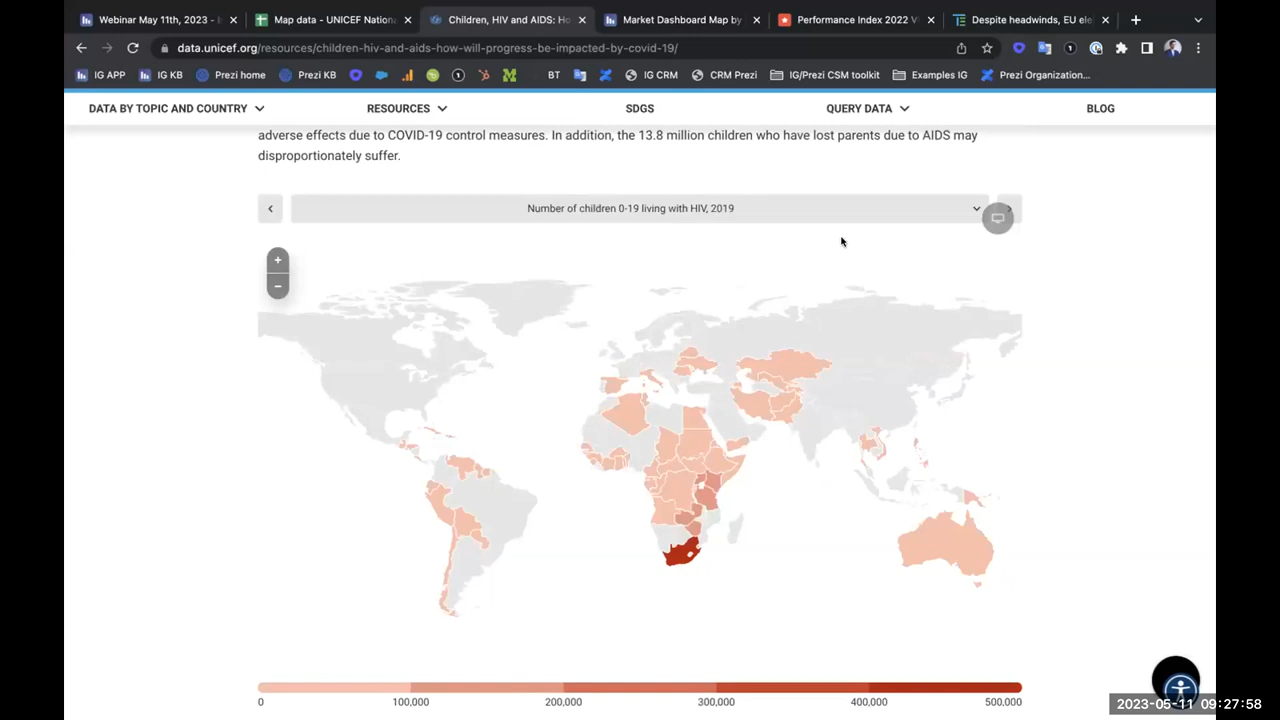 Webinar May 11th, 2023 - i
Map data - UNICEF Nationa
Children, HIV and AIDS: Ho
Market Dashboard Map by
Performance Index 2022 V
Despite headwinds, EU ele
data.unicef.org/resources/children-hiv-and-aids-how-will-progress-be-impacted-by-covid-19/
IG APP
IG KB
Prezi home
Prezi KB
BT
IG CRM
CRM Prezi
IG/Prezi CSM toolkit
Examples IG
Prezi Organization...
DATA BY TOPIC AND COUNTRY
RESOURCES
SDGS
QUERY DATA
BLOG
adverse effects due to COVID-19 control measures. In addition, the 13.8 million children who have lost parents due to AIDS may
disproportionately suffer.
Number of children 0-19 living with HIV, 2019
+
−
0
100,000
200,000
300,000
400,000
500,000
2023-05-11 09:27:58